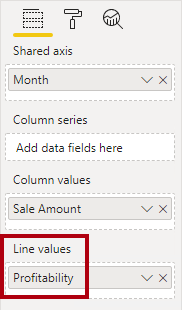 Shared axis
Month
Column series
Add data fields here
Column values
Sale Amount
Line values
Profitability